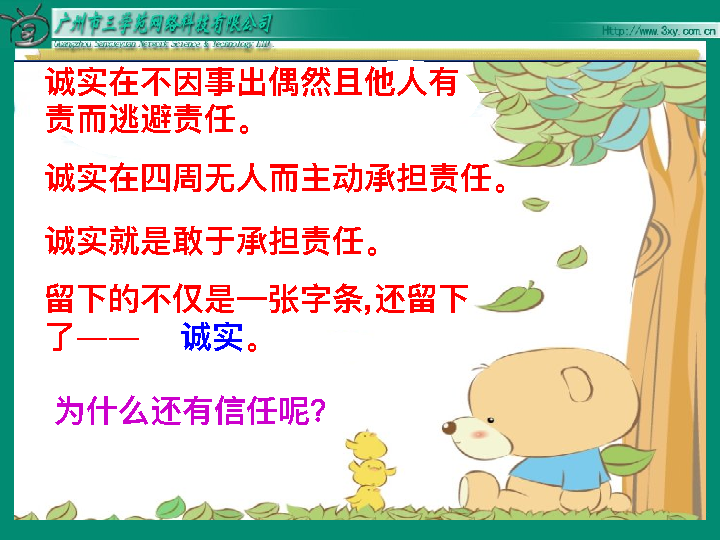 广州市三学苑网络科技有限公司
Guangzhou Sanxueyuan Network Science & Technology Ltd.
Http://www.3xy.com.cn
诚实在不因事出偶然且他人有
责而逃避责任。
诚实在四周无人而主动承担责任。
诚实就是敢于承担责任。
留下的不仅是一张字条,还留下
了—— 诚实。
为什么还有信任呢?